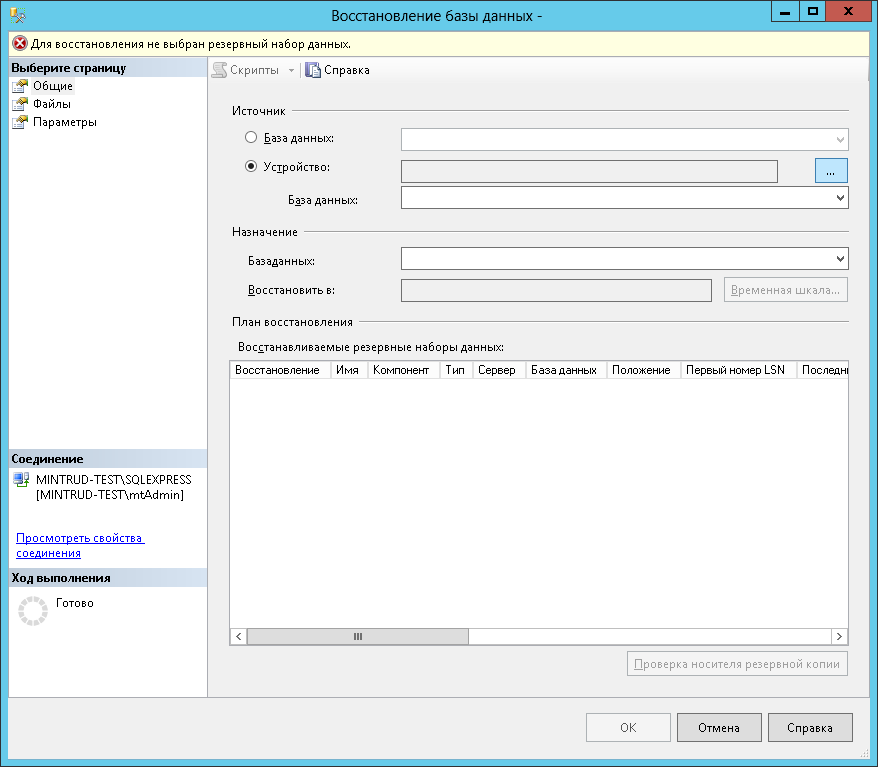 Восстановление базы данных -
Для восстановления не выбран резервный набор данных.
Выберите страницу
Общие
Файлы
Параметры
Скрипты
Справка
Источник
База данных:
Устройство:
...
База данных:
Назначение
Базаданных:
Восстановить в:
Временная шкала...
План восстановления
Восстанавливаемые резервные наборы данных:
Восстановление Имя Компонент Тип Сервер База данных Положение Первый номер LSN Последн
Соединение
MINTRUD-TEST\SQLEXPRESS
[MINTRUD-TEST\mtAdmin]
Просмотреть свойства
соединения
Ход выполнения
Готово
Проверка носителя резервной копии
OK
Отмена
Справка